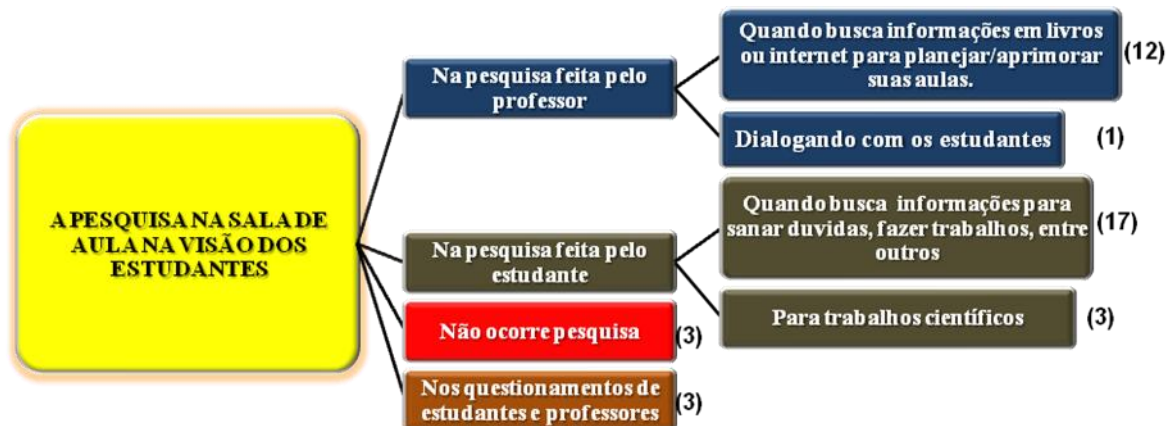 A PESQUISA NA SALA DE
AULA NA VISÃO DOS
ESTUDANTES
Na pesquisa feita pelo
professor
Quando busca informações em livros
ou internet para planejar/aprimorar
suas aulas.
(12)
Dialogando com os estudantes
(1)
Na pesquisa feita pelo
estudante
Quando busca informações para
sanar duvidas, fazer trabalhos, entre
outros
(17)
Para trabalhos científicos
(3)
Não ocorre pesquisa
(3)
Nos questionamentos de
estudantes e professores
(3)